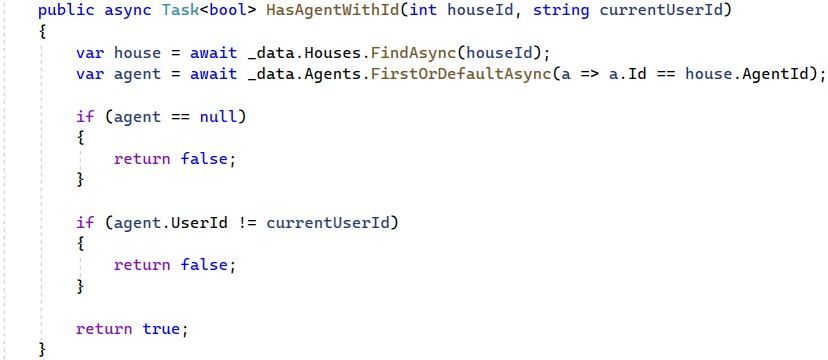 public async Task<bool> HasAgentWithId(int houseId, string currentUserId)
{
    var house = await _data.Houses.FindAsync(houseId);
    var agent = await _data.Agents.FirstOrDefaultAsync(a => a.Id == house.AgentId);

    if (agent == null)
    {
        return false;
    }

    if (agent.UserId != currentUserId)
    {
        return false;
    }

    return true;
}